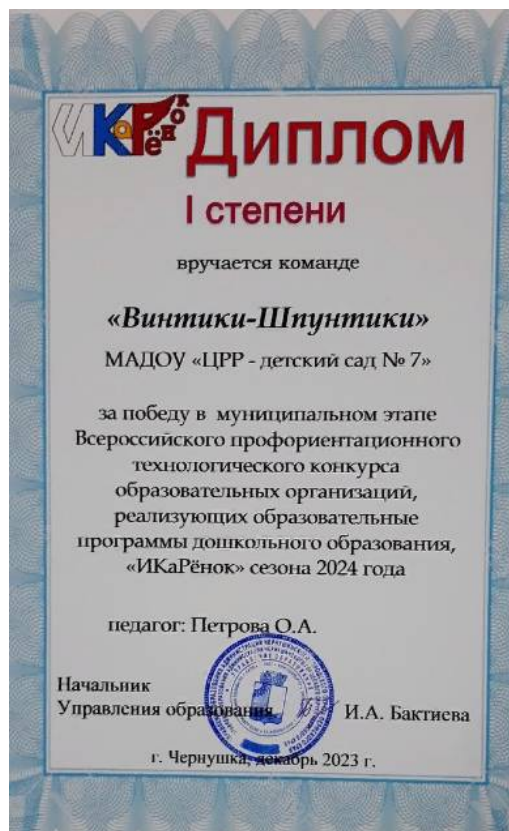 ИКаРёнок
ДИПЛОМ
I степени
вручается команде
«Винтики-Шпунтики»
МАДОУ «ЦРР - детский сад № 7»
за победу в муниципальном этапе
Всероссийского профориентационного
технологического конкурса
образовательных организаций,
реализующих образовательные
программы дошкольного образования,
«ИКаРёнок» сезона 2024 года
педагог: Петрова О.А.
Начальник
Управления образования И.А. Бактиева
г. Чернушка, декабрь 2023 г.